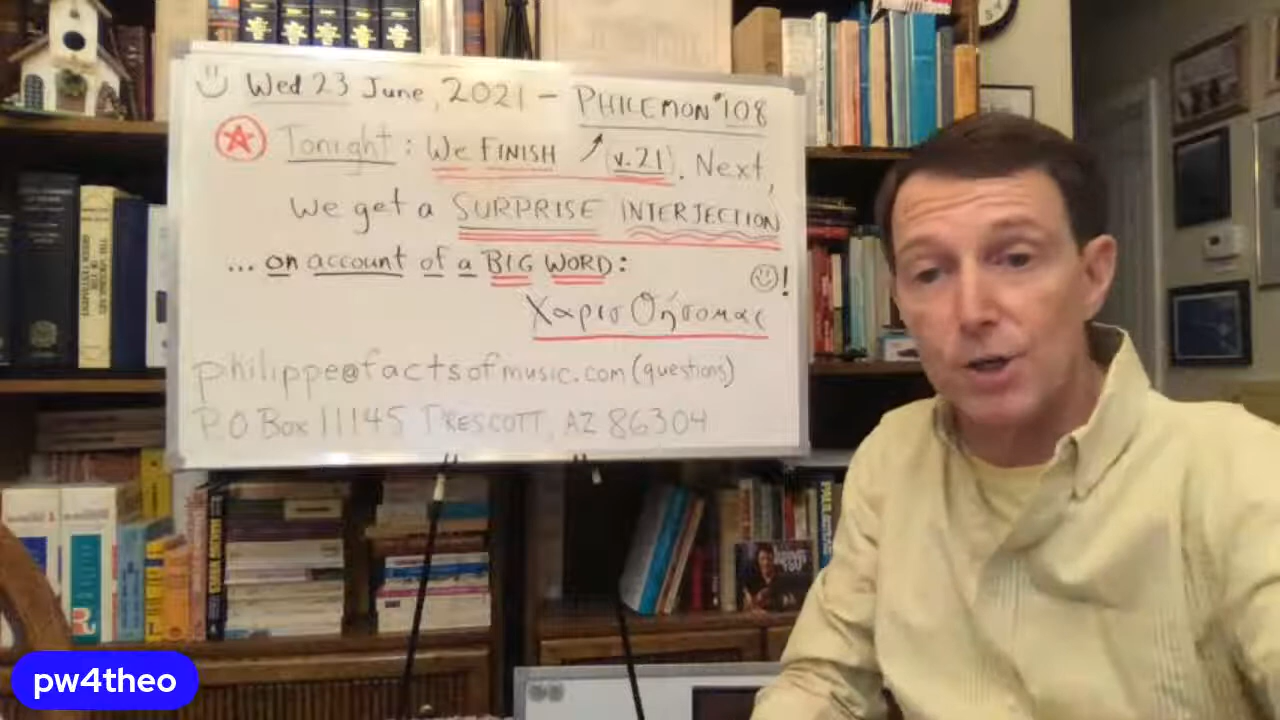 Wed 23 June, 2021 – PHILEMON #108
Tonight: We FINISH (v. 21). Next,
we get a SURPRISE INTERJECTION
... on account of a BIG WORD:
!
Χαρισθήσομαι
philippe@factsofmusic.com (questions)
P.O Box 11145 PRESCOTT, AZ 86304
pw4theo